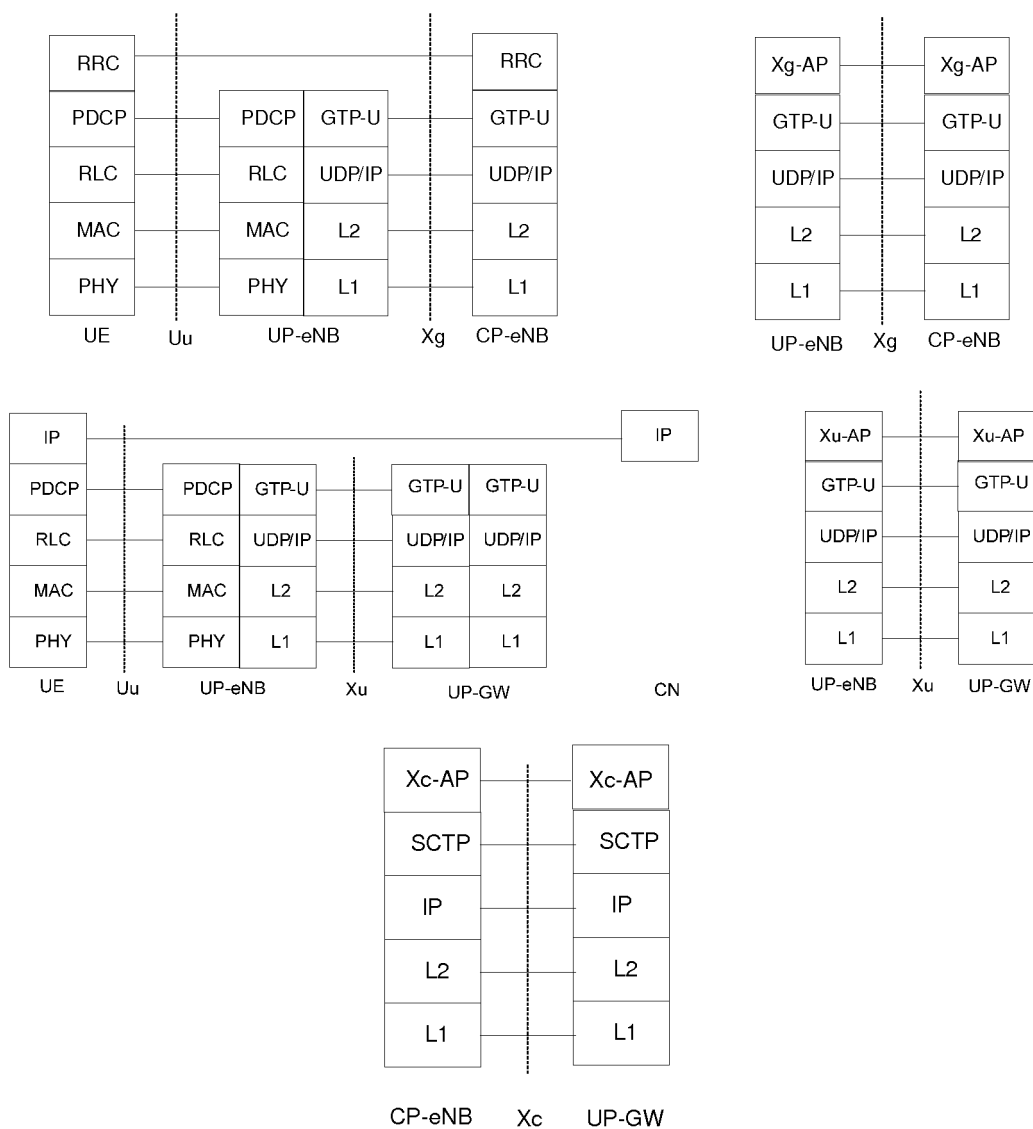 RRC RRC
PDCP PDCP GTP-U GTP-U
RLC RLC UDP/IP UDP/IP
MAC MAC L2 L2
PHY PHY L1 L1
UE Uu UP-eNB Xg CP-eNB
Xg-AP Xg-AP
GTP-U GTP-U
UDP/IP UDP/IP
L2 L2
L1 L1
UP-eNB Xg CP-eNB
IP IP
PDCP PDCP GTP-U GTP-U GTP-U
RLC RLC UDP/IP UDP/IP UDP/IP
MAC MAC L2 L2 L2
PHY PHY L1 L1 L1
UE Uu UP-eNB Xu UP-GW CN
Xu-AP Xu-AP
GTP-U GTP-U
UDP/IP UDP/IP
L2 L2
L1 L1
UP-eNB Xu UP-GW
Xc-AP Xc-AP
SCTP SCTP
IP IP
L2 L2
L1 L1
CP-eNB Xc UP-GW